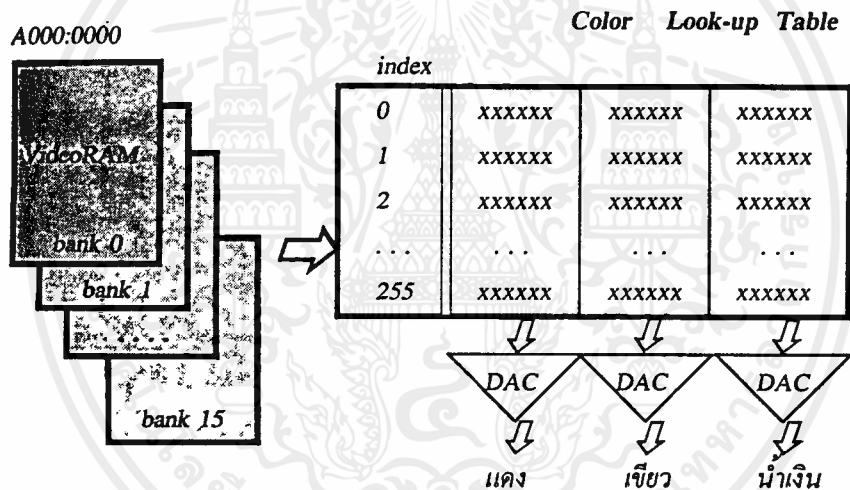 A000:0000
VideoRAM
bank 0
bank 1
. . . .
bank 15
Color Look-up Table
index
0 xxxxxx xxxxxx xxxxxx
1 xxxxxx xxxxxx xxxxxx
2 xxxxxx xxxxxx xxxxxx
... ... ... ...
255 xxxxxx xxxxxx xxxxxx
DAC DAC DAC
แดง เขียว น้ำเงิน